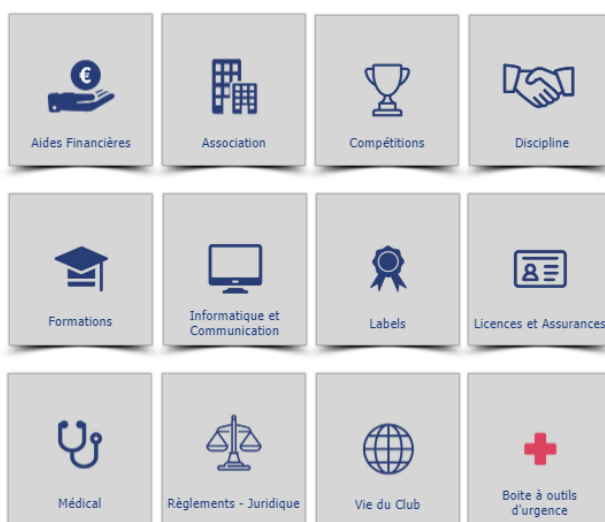 €
Aides Financières
Association
Compétitions
Discipline
Formations
Informatique et
Communication
Labels
Licences et Assurances
Médical
Règlements - Juridique
Vie du Club
Boite à outils
d'urgence